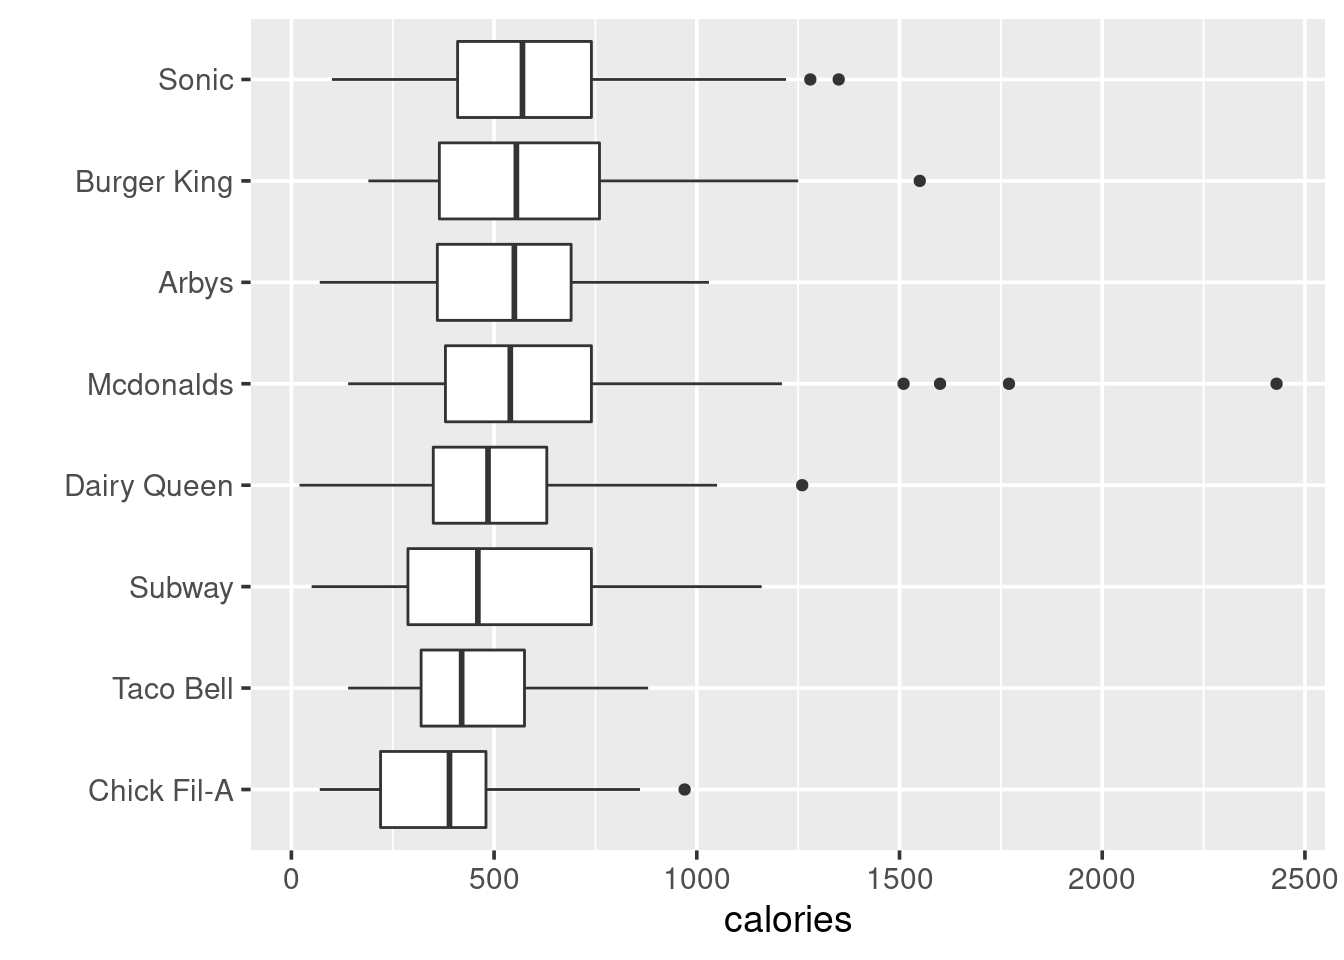 Sonic
Burger King
Arbys
Mcdonalds
Dairy Queen
Subway
Taco Bell
Chick Fil-A
0 500 1000 1500 2000 2500
calories